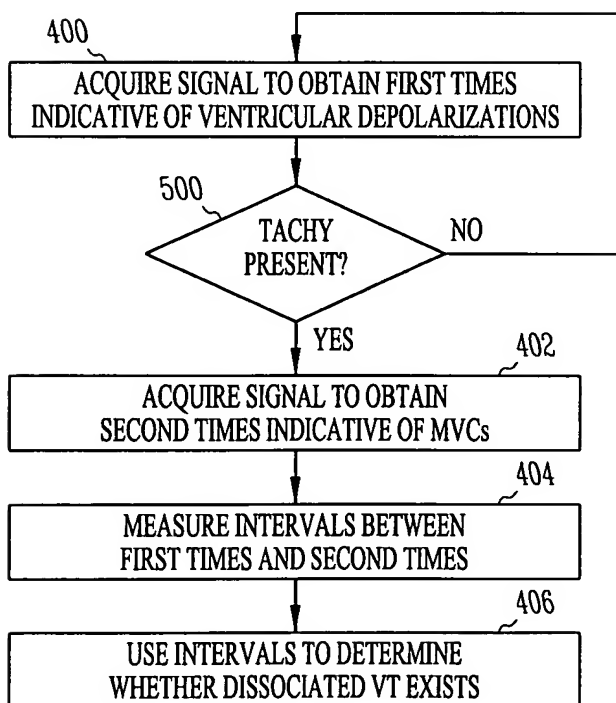 400
ACQUIRE SIGNAL TO OBTAIN FIRST TIMES
INDICATIVE OF VENTRICULAR DEPOLARIZATIONS
500
TACHY
PRESENT?
NO
YES
402
ACQUIRE SIGNAL TO OBTAIN
SECOND TIMES INDICATIVE OF MVCs
404
MEASURE INTERVALS BETWEEN
FIRST TIMES AND SECOND TIMES
406
USE INTERVALS TO DETERMINE
WHETHER DISSOCIATED VT EXISTS